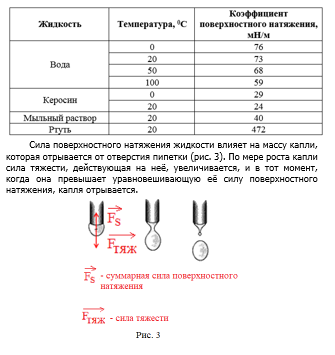 Жидкость Температура, ⁰С Коэффициент поверхностного натяжения, мН/м
Вода 0 76
20 73
50 68
100 59
Керосин 0 29
20 24
Мыльный раствор 20 40
Ртуть 20 472
Сила поверхностного натяжения жидкости влияет на массу капли,
которая отрывается от отверстия пипетки (рис. 3). По мере роста капли
сила тяжести, действующая на неё, увеличивается, и в тот момент,
когда она превышает уравновешивающую её силу поверхностного
натяжения, капля отрывается.
Fs
Fтяж
Fs - суммарная сила поверхностного
натяжения
Fтяж - сила тяжести
Рис. 3